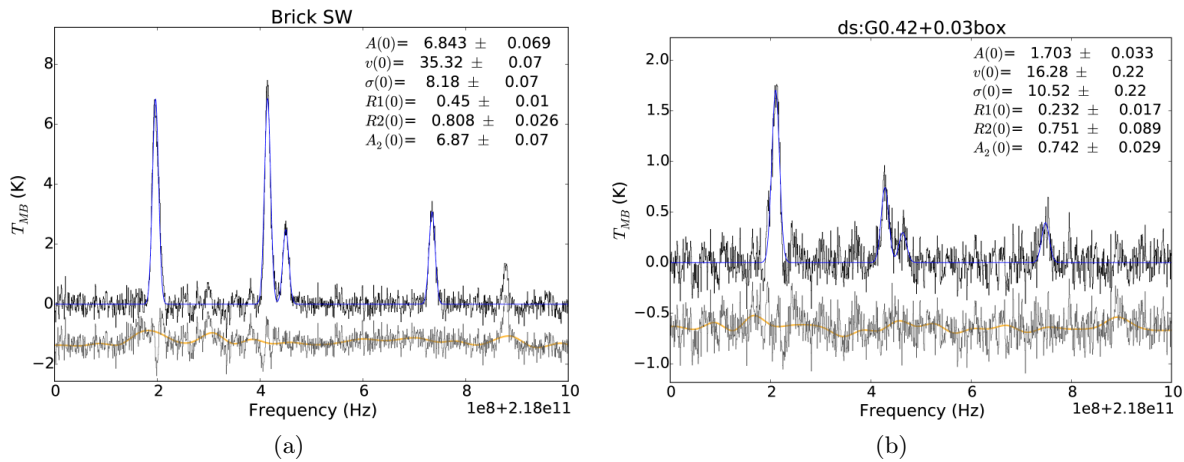 Brick SW
A(0)= 6.843 ± 0.069
v(0)= 35.32 ± 0.07
σ(0)= 8.18 ± 0.07
R1(0)= 0.45 ± 0.01
R2(0)= 0.808 ± 0.026
A₂(0)= 6.87 ± 0.07
8
6
4
2
0
−2
T_MB (K)
0 2 4 6 8 10
Frequency (Hz)
1e8+2.18e11
(a)
ds:G0.42+0.03box
A(0)= 1.703 ± 0.033
v(0)= 16.28 ± 0.22
σ(0)= 10.52 ± 0.22
R1(0)= 0.232 ± 0.017
R2(0)= 0.751 ± 0.089
A₂(0)= 0.742 ± 0.029
2.0
1.5
1.0
0.5
0.0
−0.5
−1.0
T_MB (K)
0 2 4 6 8 10
Frequency (Hz)
1e8+2.18e11
(b)